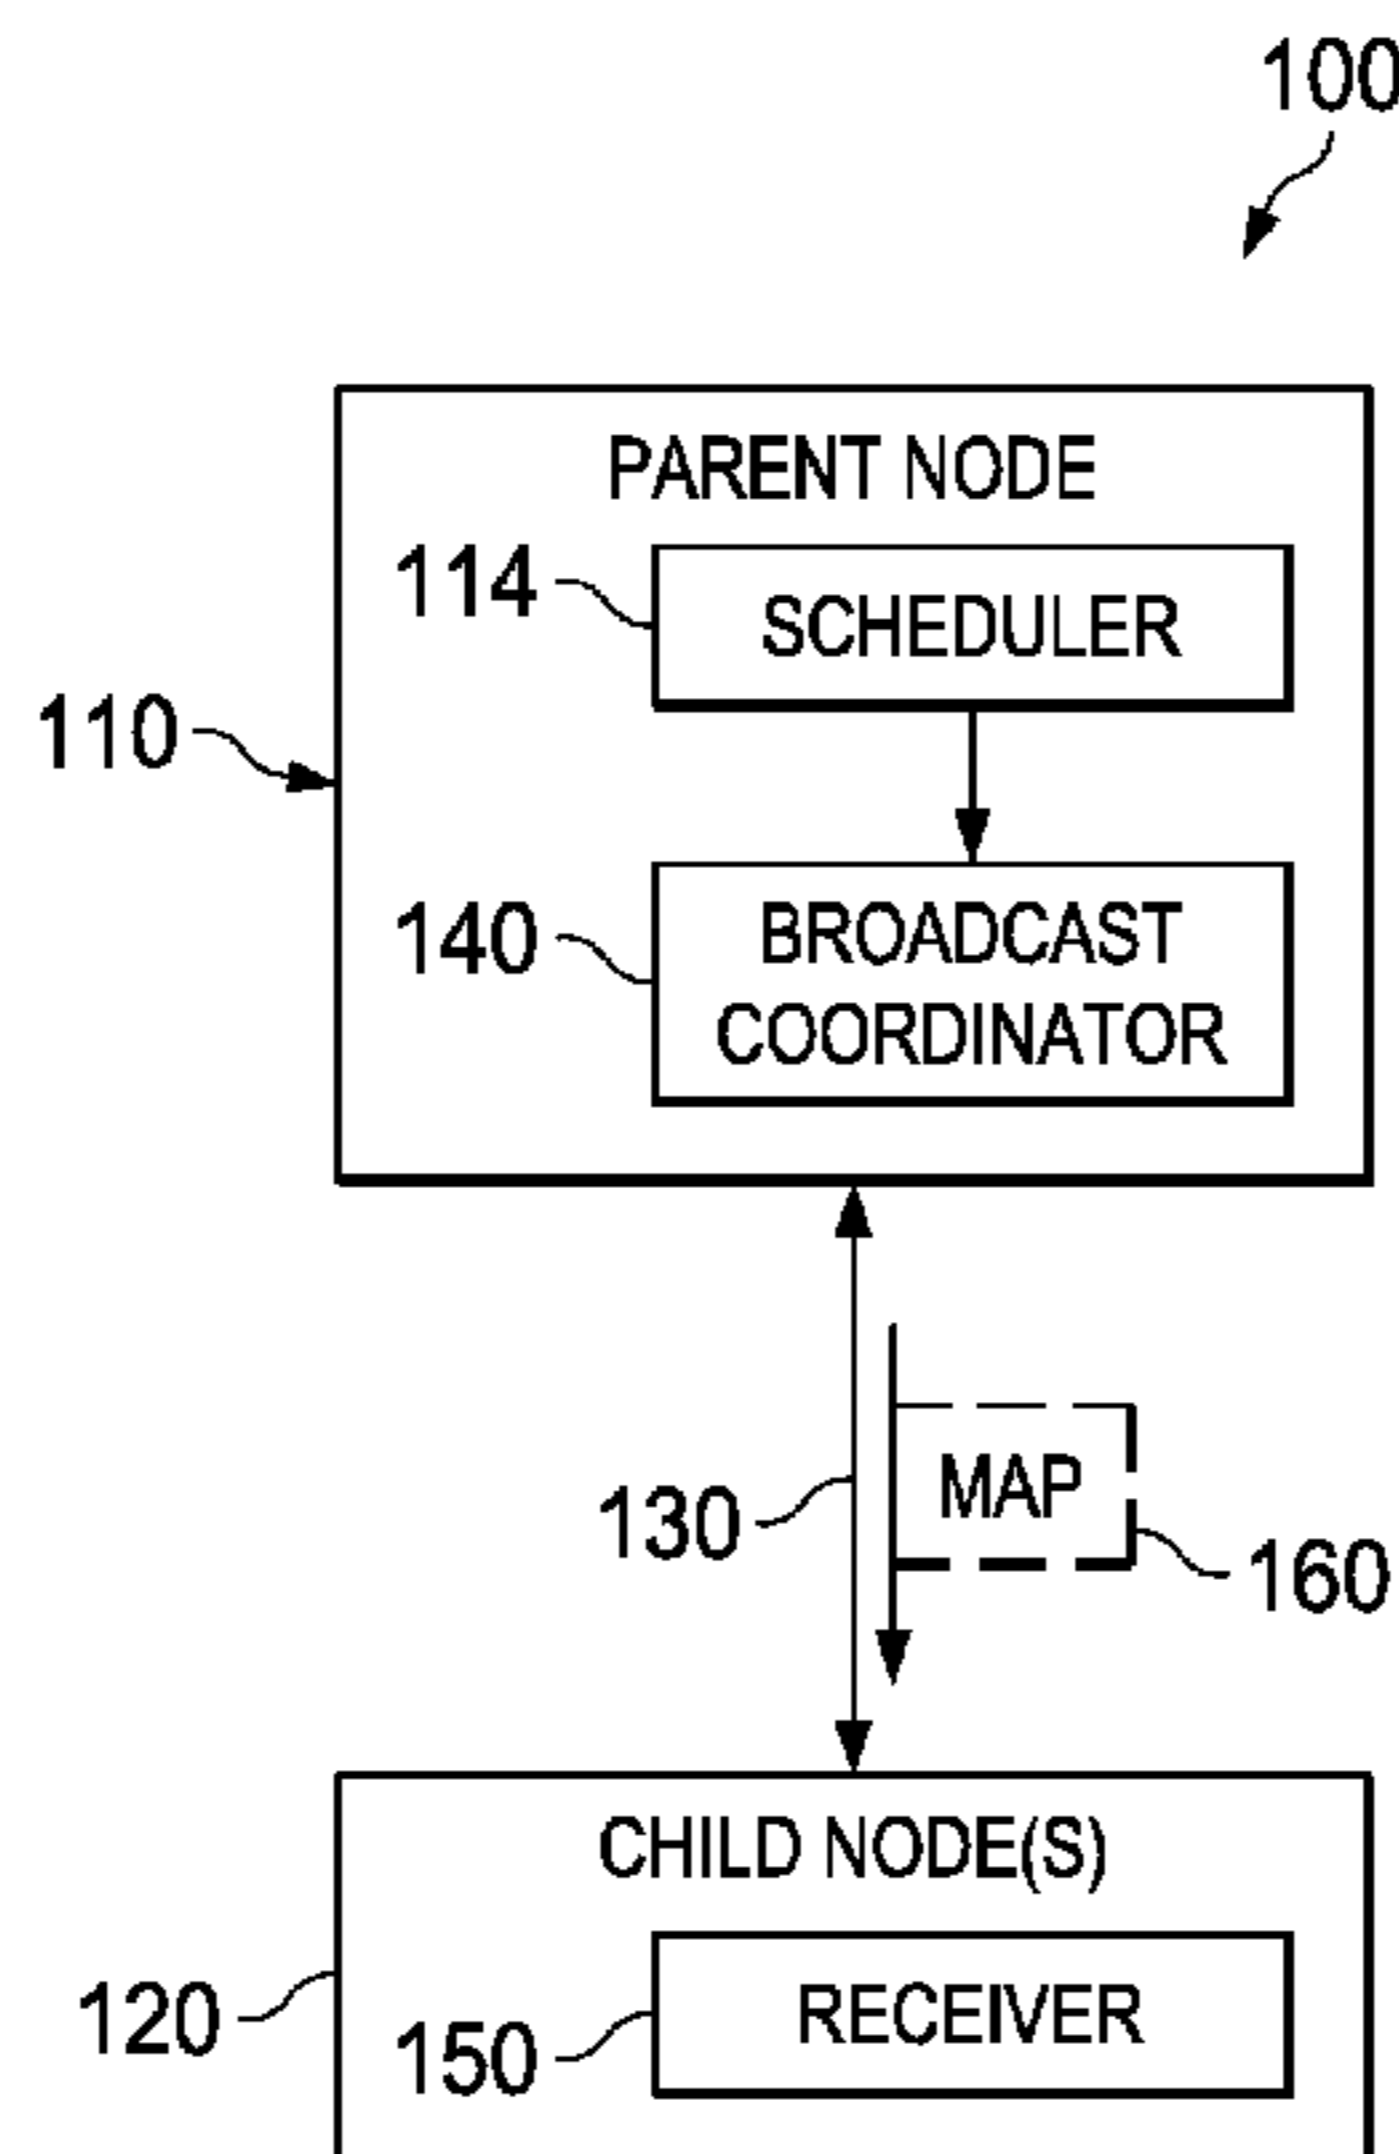 100
PARENT NODE
114
SCHEDULER
110
140
BROADCAST
COORDINATOR
MAP
130
160
CHILD NODE(S)
120
150
RECEIVER